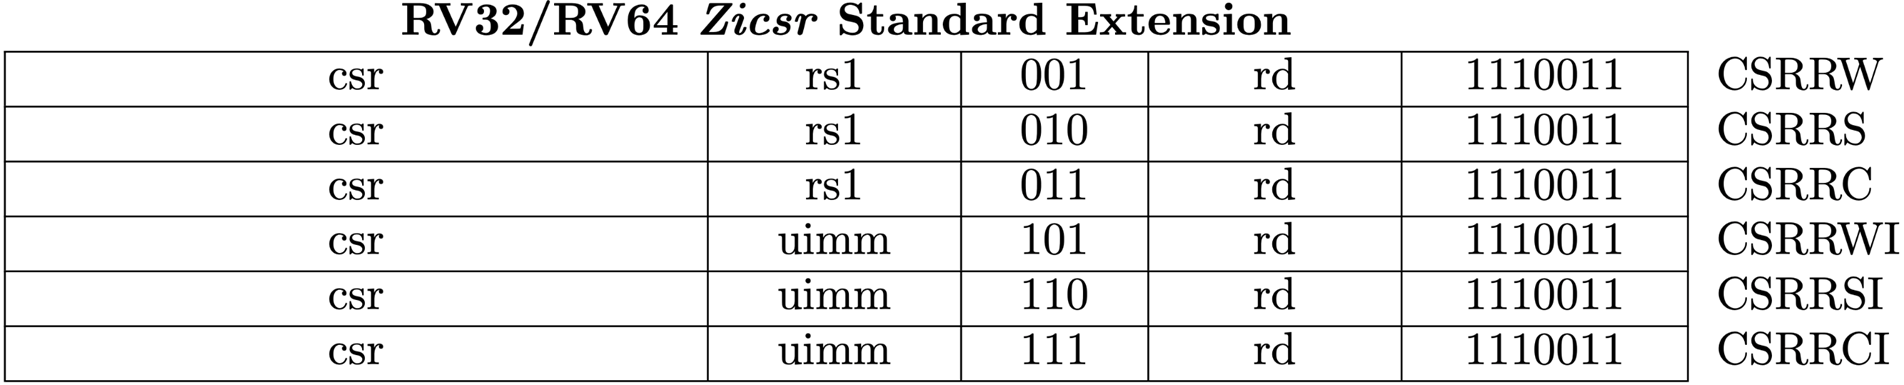 RV32/RV64 Zicsr Standard Extension
csr rs1 001 rd 1110011 CSRRW
csr rs1 010 rd 1110011 CSRRS
csr rs1 011 rd 1110011 CSRRC
csr uimm 101 rd 1110011 CSRRWI
csr uimm 110 rd 1110011 CSRRSI
csr uimm 111 rd 1110011 CSRRCI